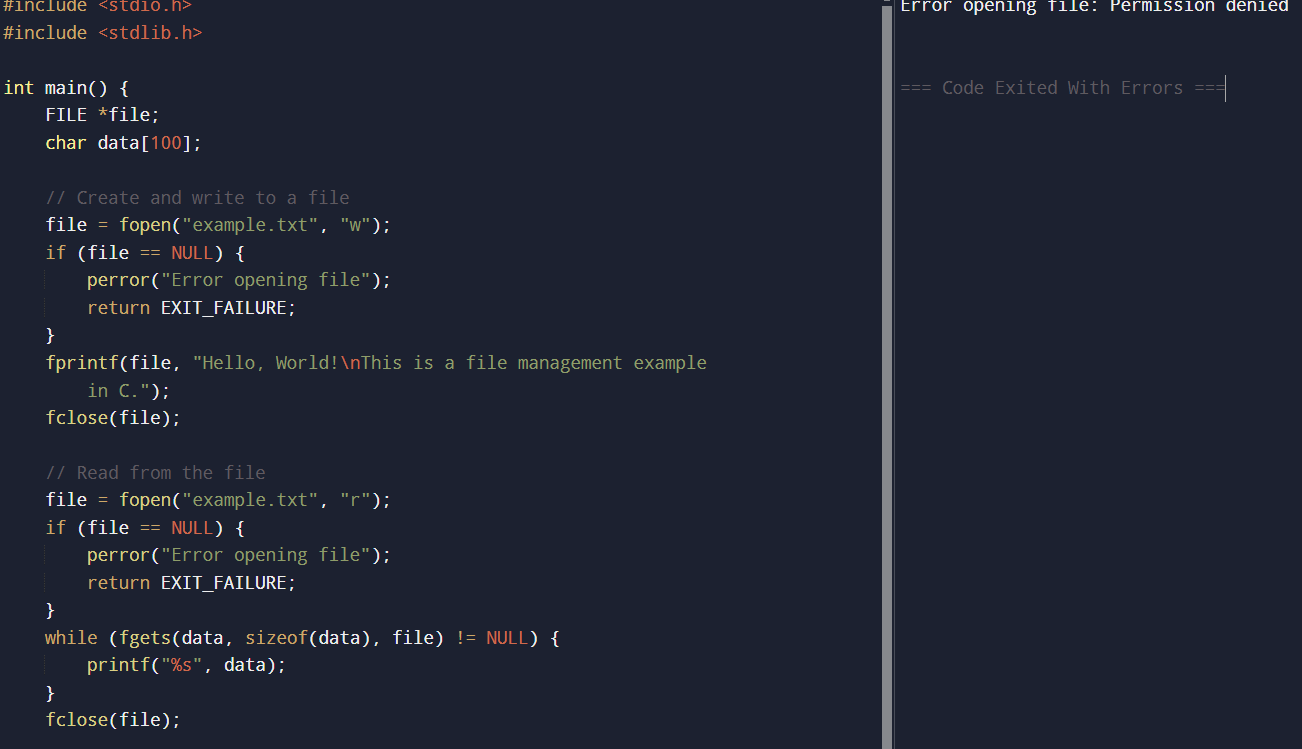 #include <stdio.h>
#include <stdlib.h>
int main() {
    FILE *file;
    char data[100];
    // Create and write to a file
    file = fopen("example.txt", "w");
    if (file == NULL) {
        perror("Error opening file");
        return EXIT_FAILURE;
    }
    fprintf(file, "Hello, World!\nThis is a file management example
        in C.");
    fclose(file);
    // Read from the file
    file = fopen("example.txt", "r");
    if (file == NULL) {
        perror("Error opening file");
        return EXIT_FAILURE;
    }
    while (fgets(data, sizeof(data), file) != NULL) {
        printf("%s", data);
    }
    fclose(file);
Error opening file: Permission denied
=== Code Exited With Errors ===